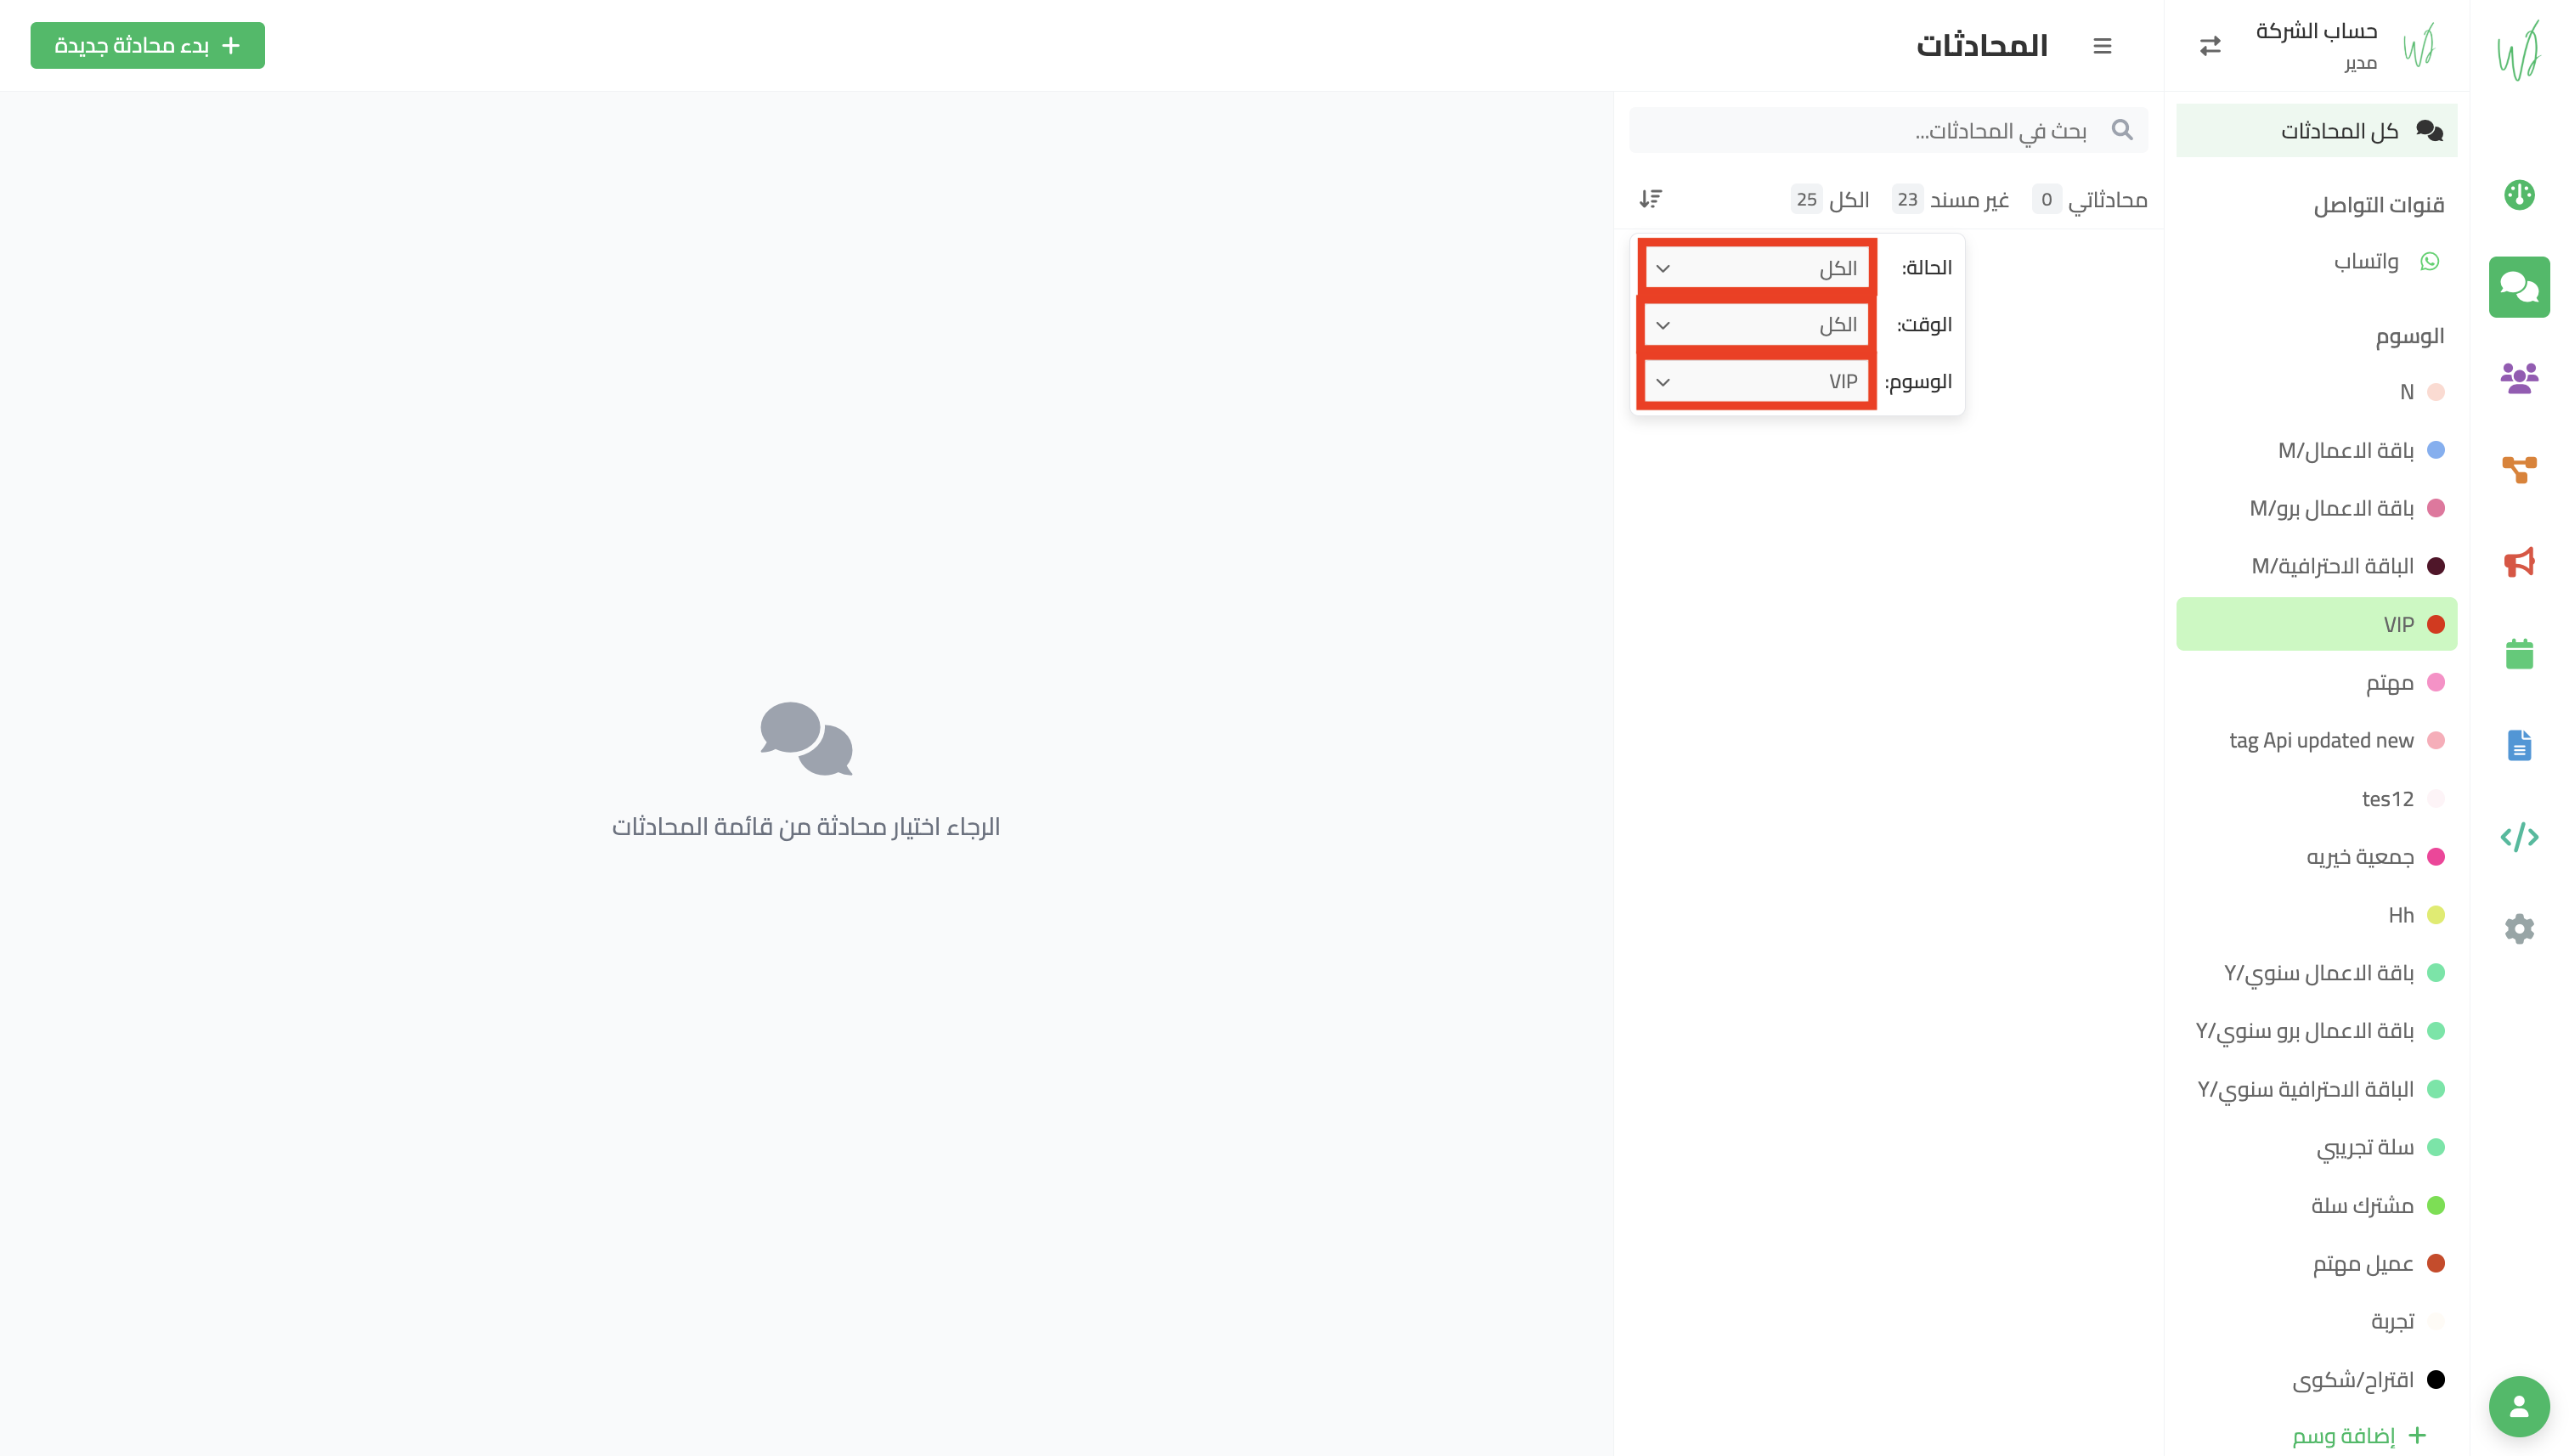 حساب الشركة
مدير
المحادثات
بدء محادثة جديدة
كل المحادثات
قنوات التواصل
واتساب
الوسوم
N
باقة الاعمال/M
باقة الاعمال برو/M
الباقة الاحترافية/M
VIP
مهتم
tag Api updated new
tes12
جمعية خيريه
Hh
باقة الاعمال سنوي/Y
باقة الاعمال برو سنوي/Y
الباقة الاحترافية سنوي/Y
سلة تجريبي
مشترك سلة
عميل مهتم
تجربة
اقتراح/شكوى
إضافة وسم
بحث في المحادثات...
محادثاتي 0 غير مسند 23 الكل 25
الحالة: الكل
الوقت: الكل
الوسوم: VIP
الرجاء اختيار محادثة من قائمة المحادثات